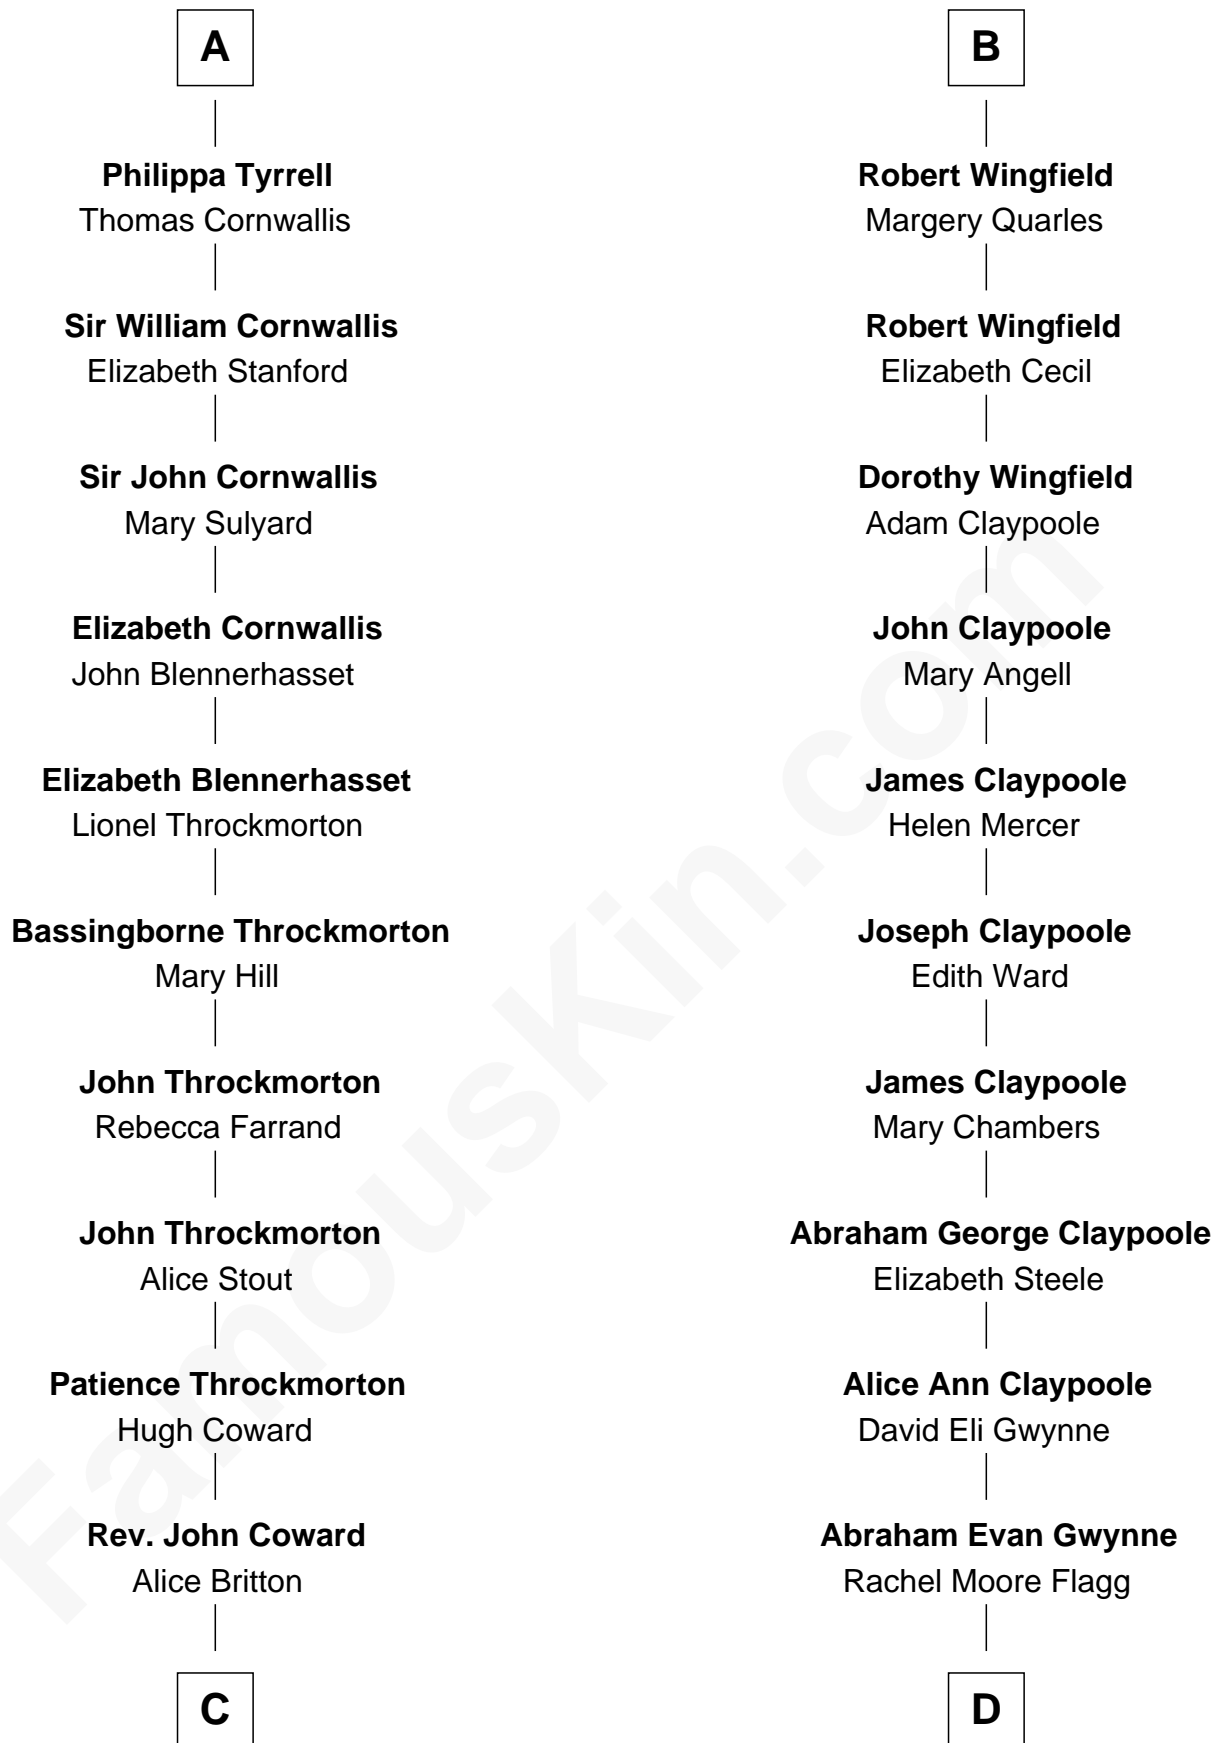 A
Philippa Tyrrell
Thomas Cornwallis
Sir William Cornwallis
Elizabeth Stanford
Sir John Cornwallis
Mary Sulyard
Elizabeth Cornwallis
John Blennerhasset
Elizabeth Blennerhasset
Lionel Throckmorton
Bassingborne Throckmorton
Mary Hill
John Throckmorton
Rebecca Farrand
John Throckmorton
Alice Stout
Patience Throckmorton
Hugh Coward
Rev. John Coward
Alice Britton
C
B
Robert Wingfield
Margery Quarles
Robert Wingfield
Elizabeth Cecil
Dorothy Wingfield
Adam Claypoole
John Claypoole
Mary Angell
James Claypoole
Helen Mercer
Joseph Claypoole
Edith Ward
James Claypoole
Mary Chambers
Abraham George Claypoole
Elizabeth Steele
Alice Ann Claypoole
David Eli Gwynne
Abraham Evan Gwynne
Rachel Moore Flagg
D
FamousKin.com